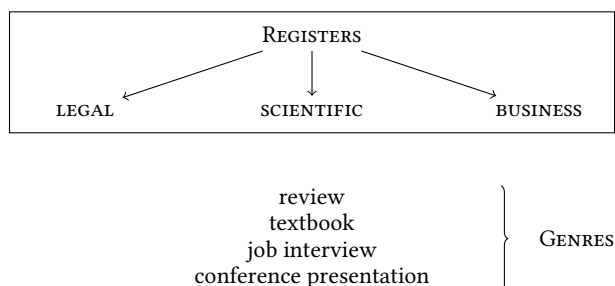 Registers
legal scientific business
review
textbook
job interview
conference presentation
Genres